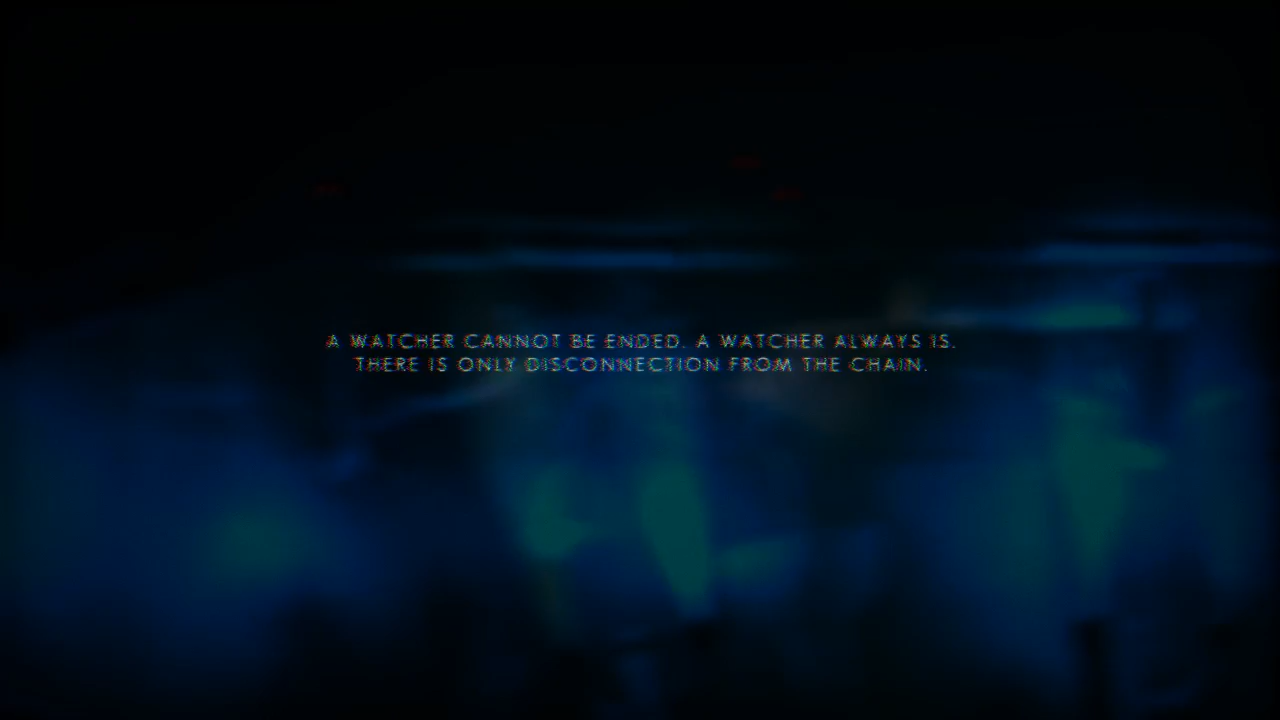 A WATCHER CANNOT BE ENDED. A WATCHER ALWAYS IS.
THERE IS ONLY DISCONNECTION FROM THE CHAIN.